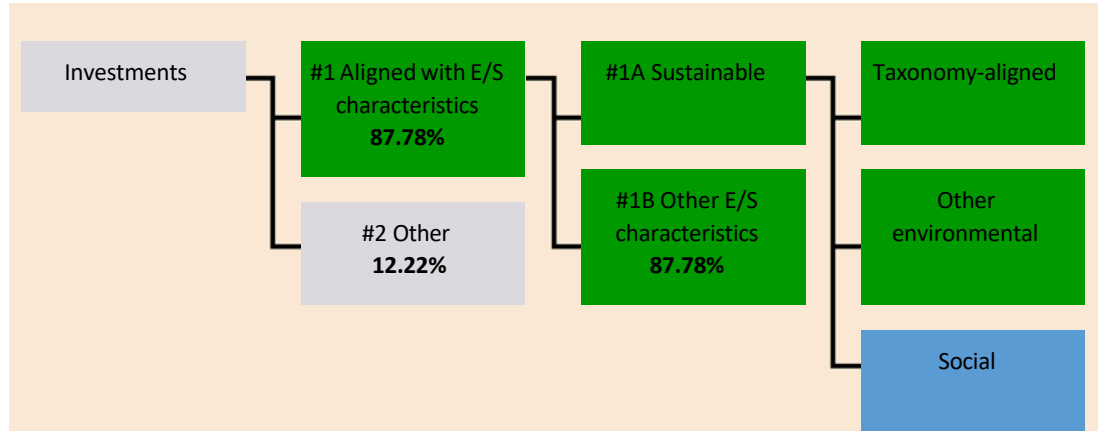 Investments
#1 Aligned with E/S
characteristics
87.78%
#2 Other
12.22%
#1A Sustainable
#1B Other E/S
characteristics
87.78%
Taxonomy-aligned
Other
environmental
Social